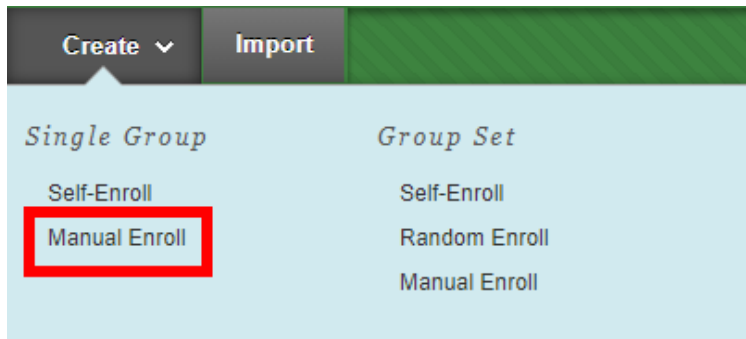 Create Import
Single Group
Self-Enroll
Manual Enroll
Group Set
Self-Enroll
Random Enroll
Manual Enroll